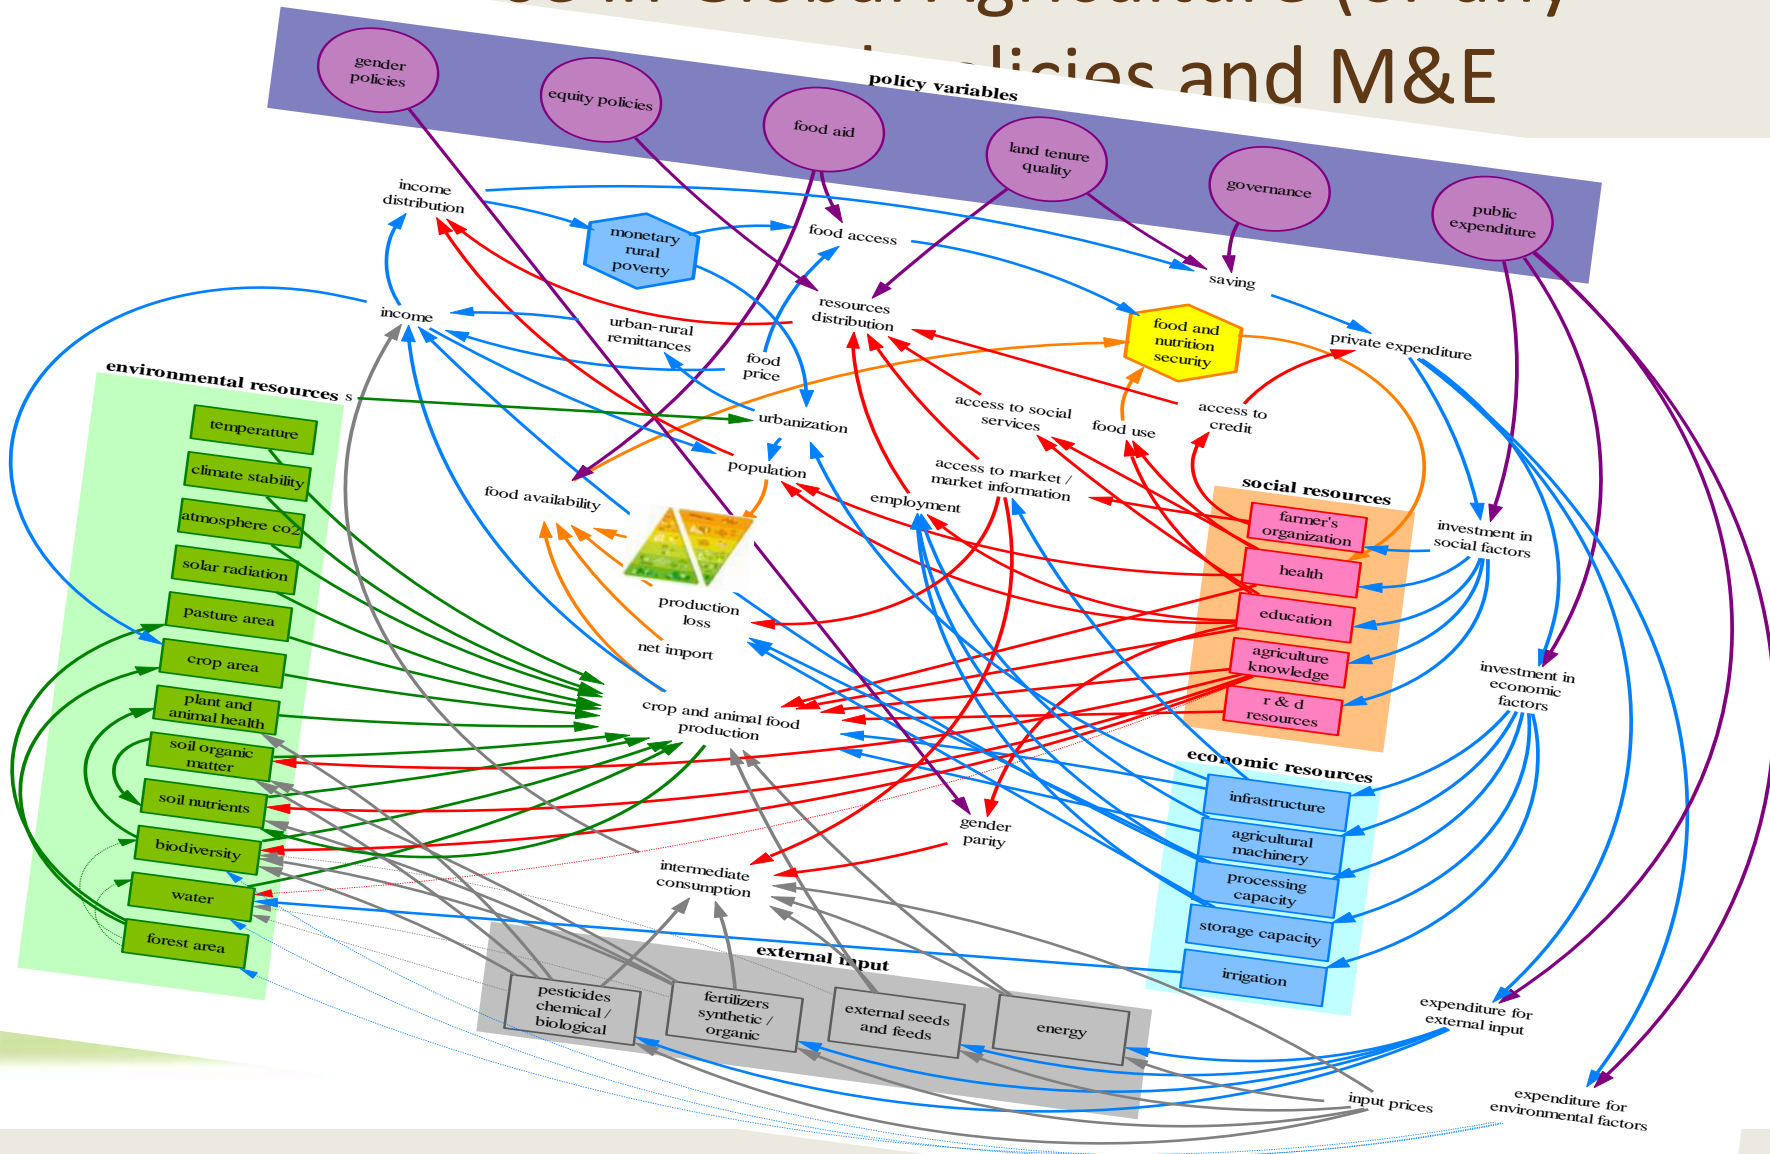 policies and M&E
policy variables
gender
policies
equity policies
food aid
land tenure
quality
governance
public
expenditure
income
distribution
monetary
rural
poverty
food access
saving
resources
distribution
income
urban-rural
remittances
food
price
food and
nutrition
security
private expenditure
environmental resources s
temperature
climate stability
atmosphere co2
solar radiation
pasture area
crop area
plant and
animal health
soil organic
matter
soil nutrients
biodiversity
water
forest area
urbanization
population
food availability
access to social
services
food use
access to
credit
access to market /
market information
employment
social resources
farmer's
organization
health
education
agriculture
knowledge
r & d
resources
investment in
social factors
production
loss
net import
crop and animal food
production
investment in
economic
factors
economic resources
infrastructure
agricultural
machinery
processing
capacity
storage capacity
irrigation
gender
parity
intermediate
consumption
external input
pesticides
chemical /
biological
fertilizers
synthetic /
organic
external seeds
and feeds
energy
expenditure for
external input
input prices
expenditure for
environmental factors